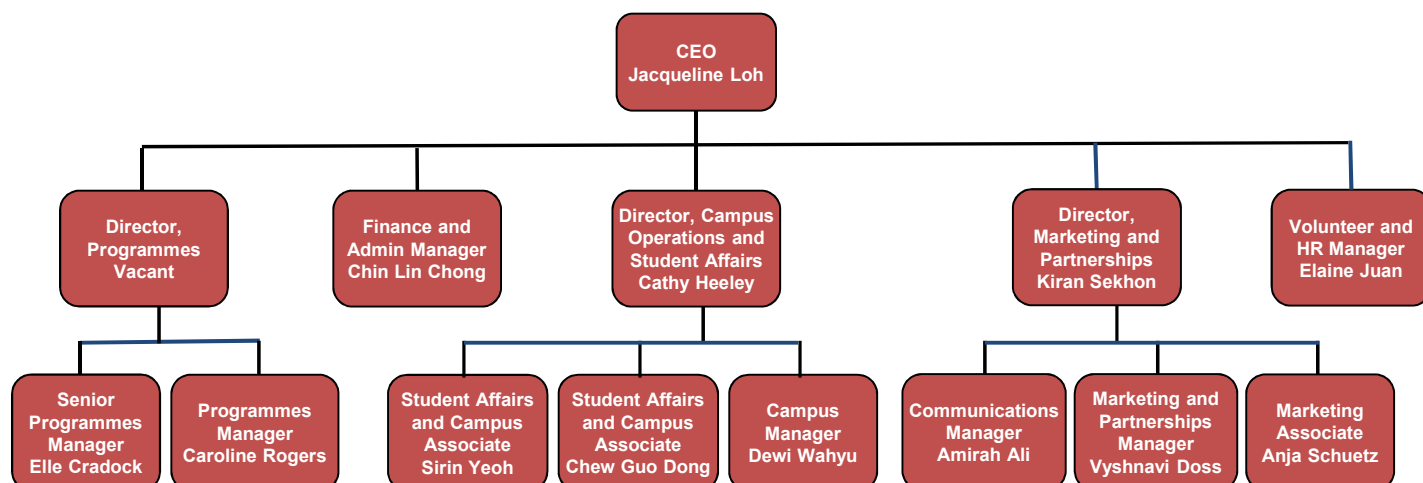 CEO
Jacqueline Loh
Director,
Programmes
Vacant
Finance and
Admin Manager
Chin Lin Chong
Director, Campus
Operations and
Student Affairs
Cathy Heeley
Director,
Marketing and
Partnerships
Kiran Sekhon
Volunteer and
HR Manager
Elaine Juan
Senior
Programmes
Manager
Elle Cradock
Programmes
Manager
Caroline Rogers
Student Affairs
and Campus
Associate
Sirin Yeoh
Student Affairs
and Campus
Associate
Chew Guo Dong
Campus
Manager
Dewi Wahyu
Communications
Manager
Amirah Ali
Marketing and
Partnerships
Manager
Vyshnavi Doss
Marketing
Associate
Anja Schuetz